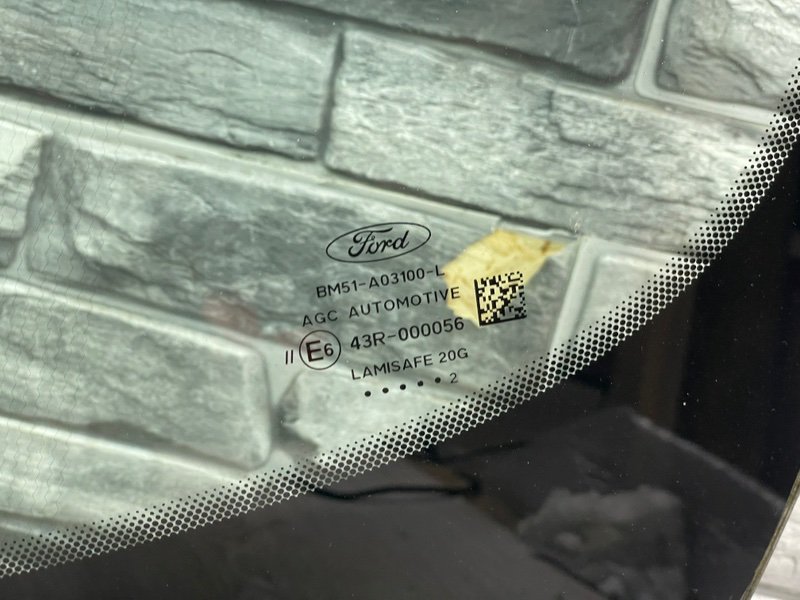 Ford
BM51-A03100-L
AGC AUTOMOTIVE
II E6 43R-000056
LAMISAFE 20G
• • • • • 2